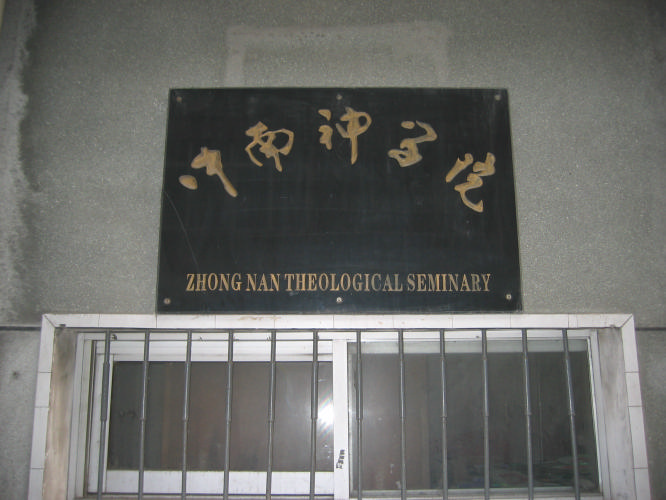 中南神学院
ZHONG NAN THEOLOGICAL SEMINARY